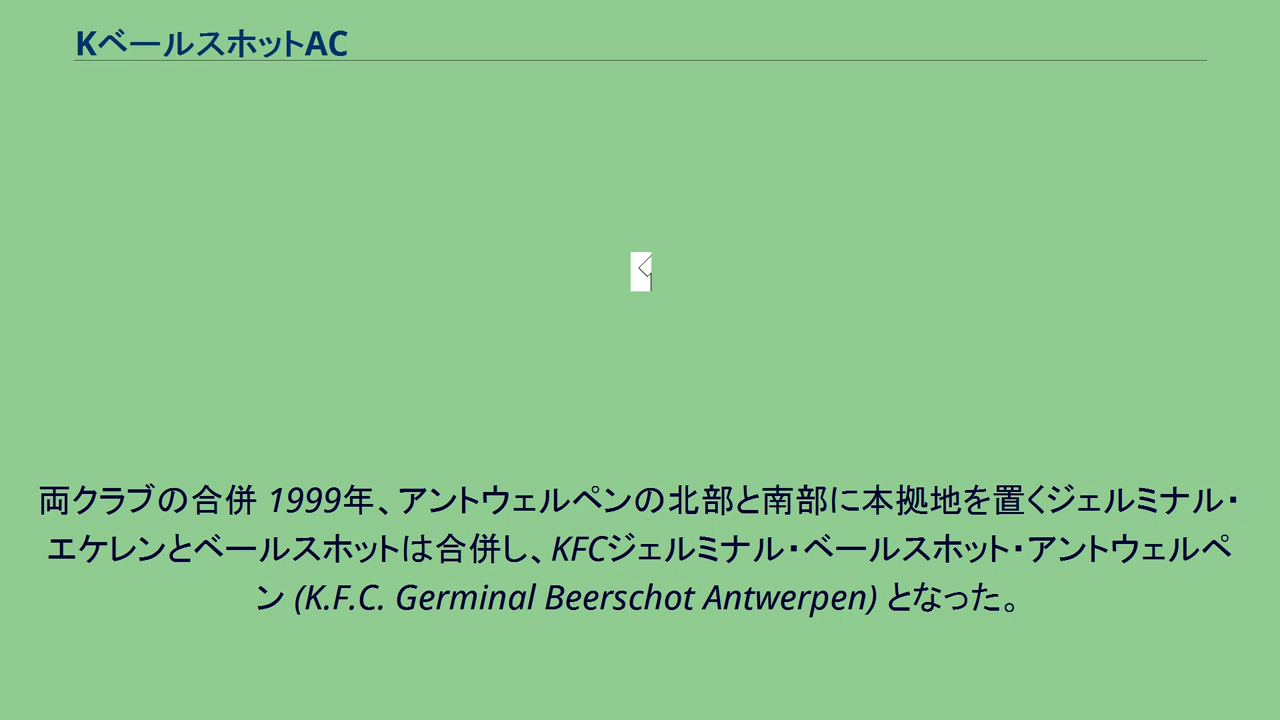 KベールスホットAC
両クラブの合併 1999年、アントウェルペンの北部と南部に本拠地を置くジェルミナル・
エケレンとベールスホットは合併し、KFCジェルミナル・ベールスホット・アントウェルペ
ン (K.F.C. Germinal Beerschot Antwerpen) となった。